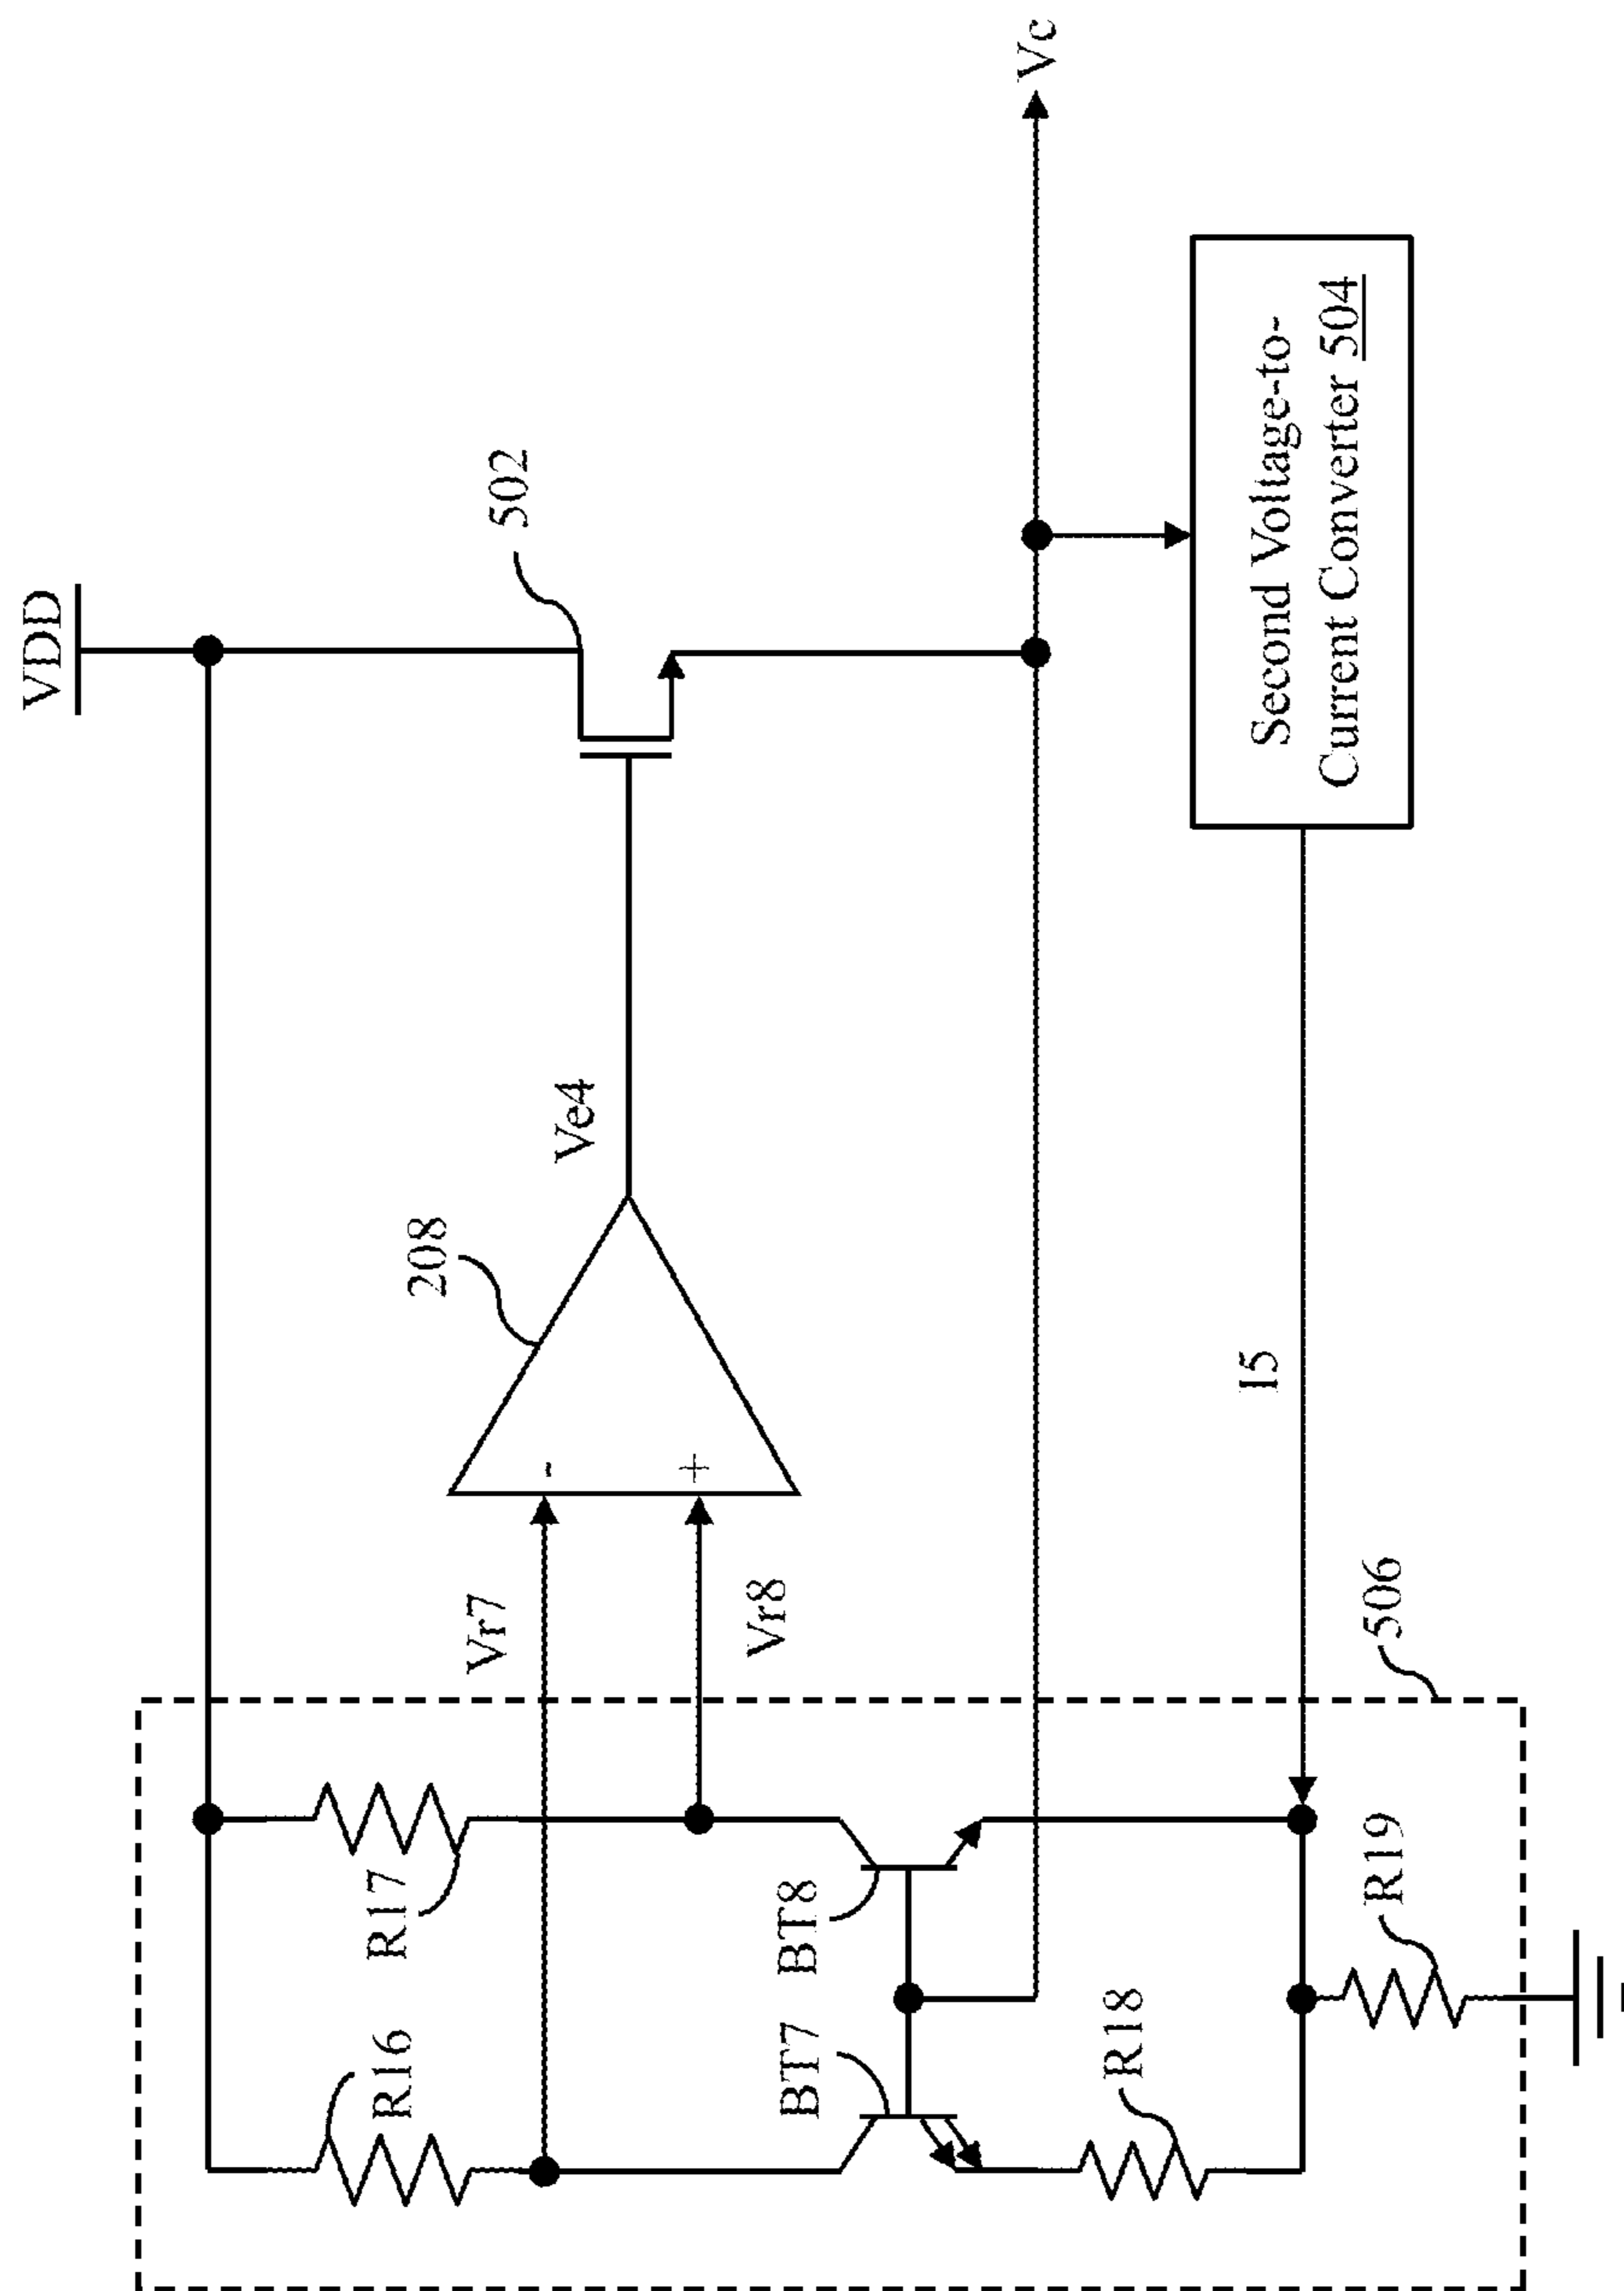 VDD
R16
R17
Vr7
Vr8
208
-
+
Ve4
502
BT7
BT8
R18
Vc
I5
Second Voltage-to-
Current Converter 504
R19
506